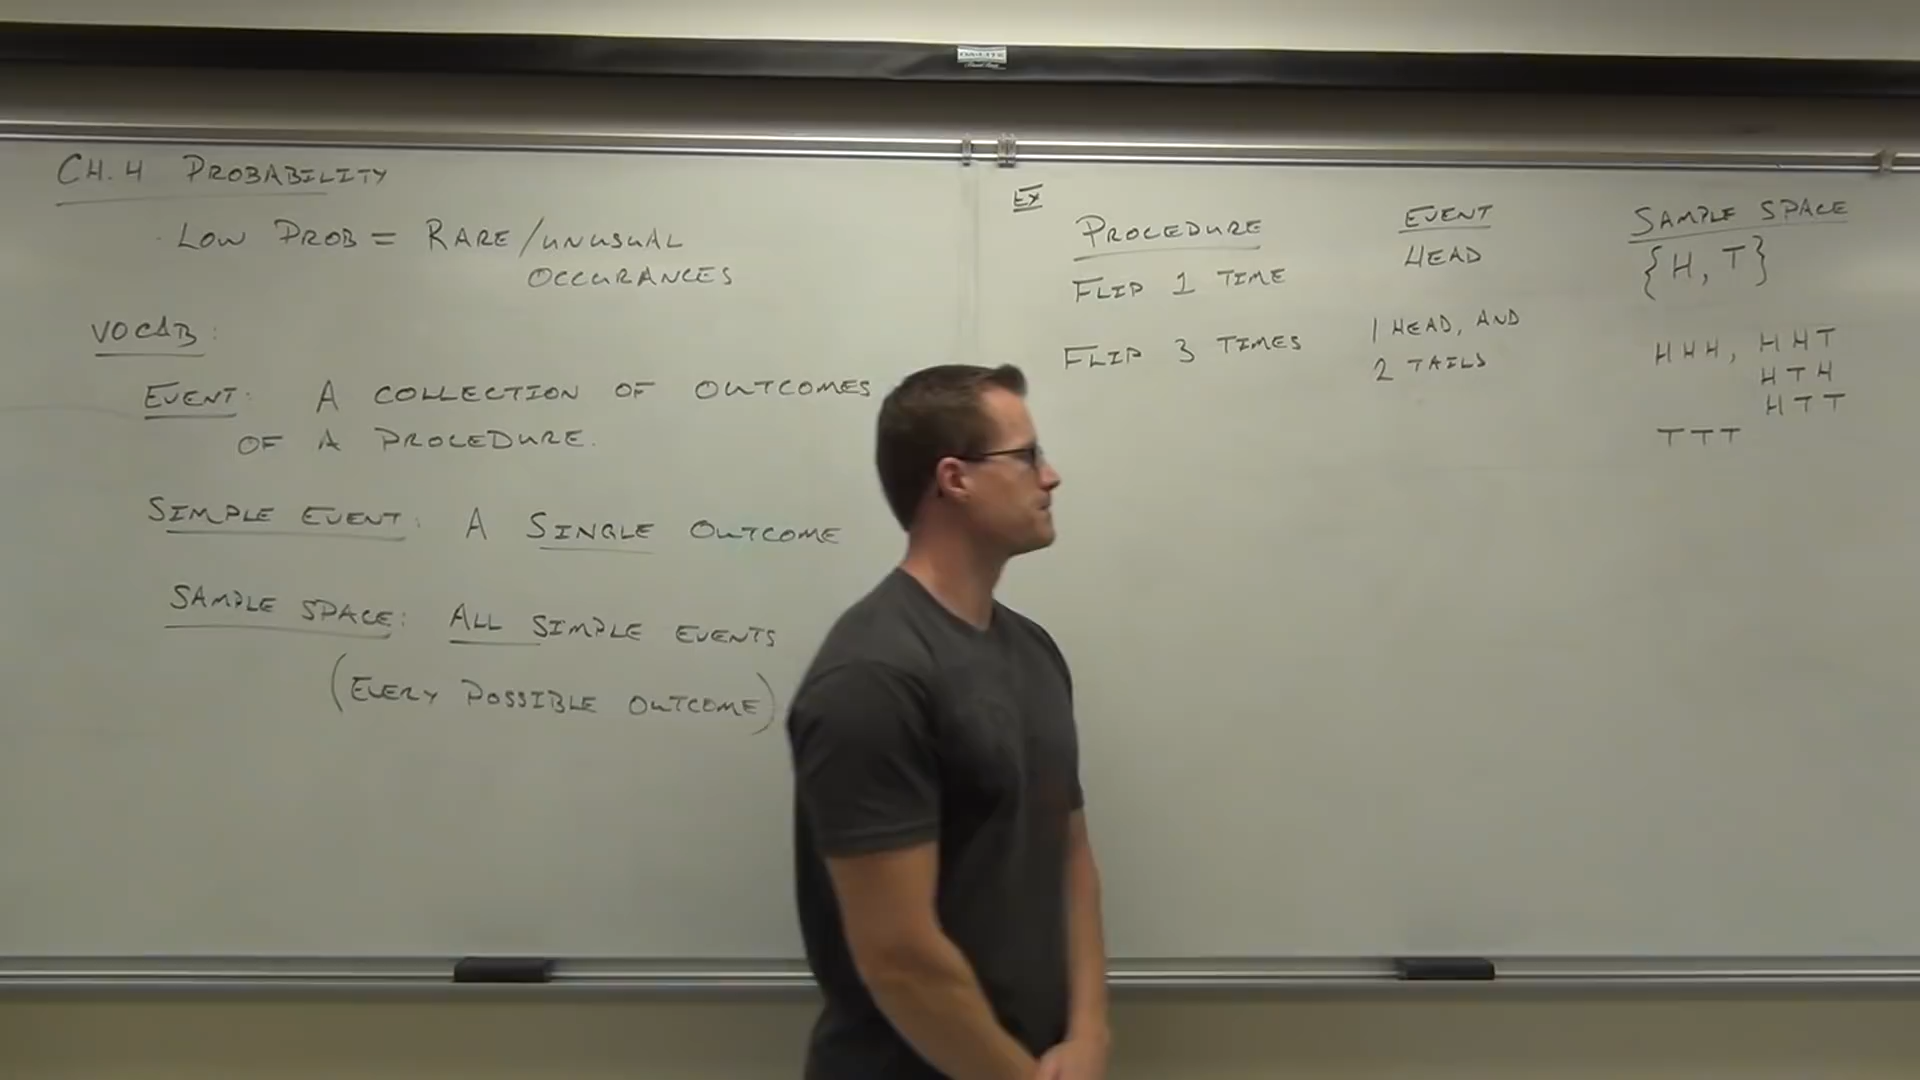 DA-LITE
CH.4 PROBABILITY
· LOW PROB = RARE/UNUSUAL
OCCURANCES
VOCAB:
EVENT: A COLLECTION OF OUTCOMES
OF A PROCEDURE.
SIMPLE EVENT: A SINGLE OUTCOME
SAMPLE SPACE: ALL SIMPLE EVENTS
(EVERY POSSIBLE OUTCOME)
EX
PROCEDURE EVENT SAMPLE SPACE
FLIP 1 TIME HEAD {H, T}
FLIP 3 TIMES 1 HEAD, AND
2 TAILS
HHH, HHT
HTH
HTT
TTT